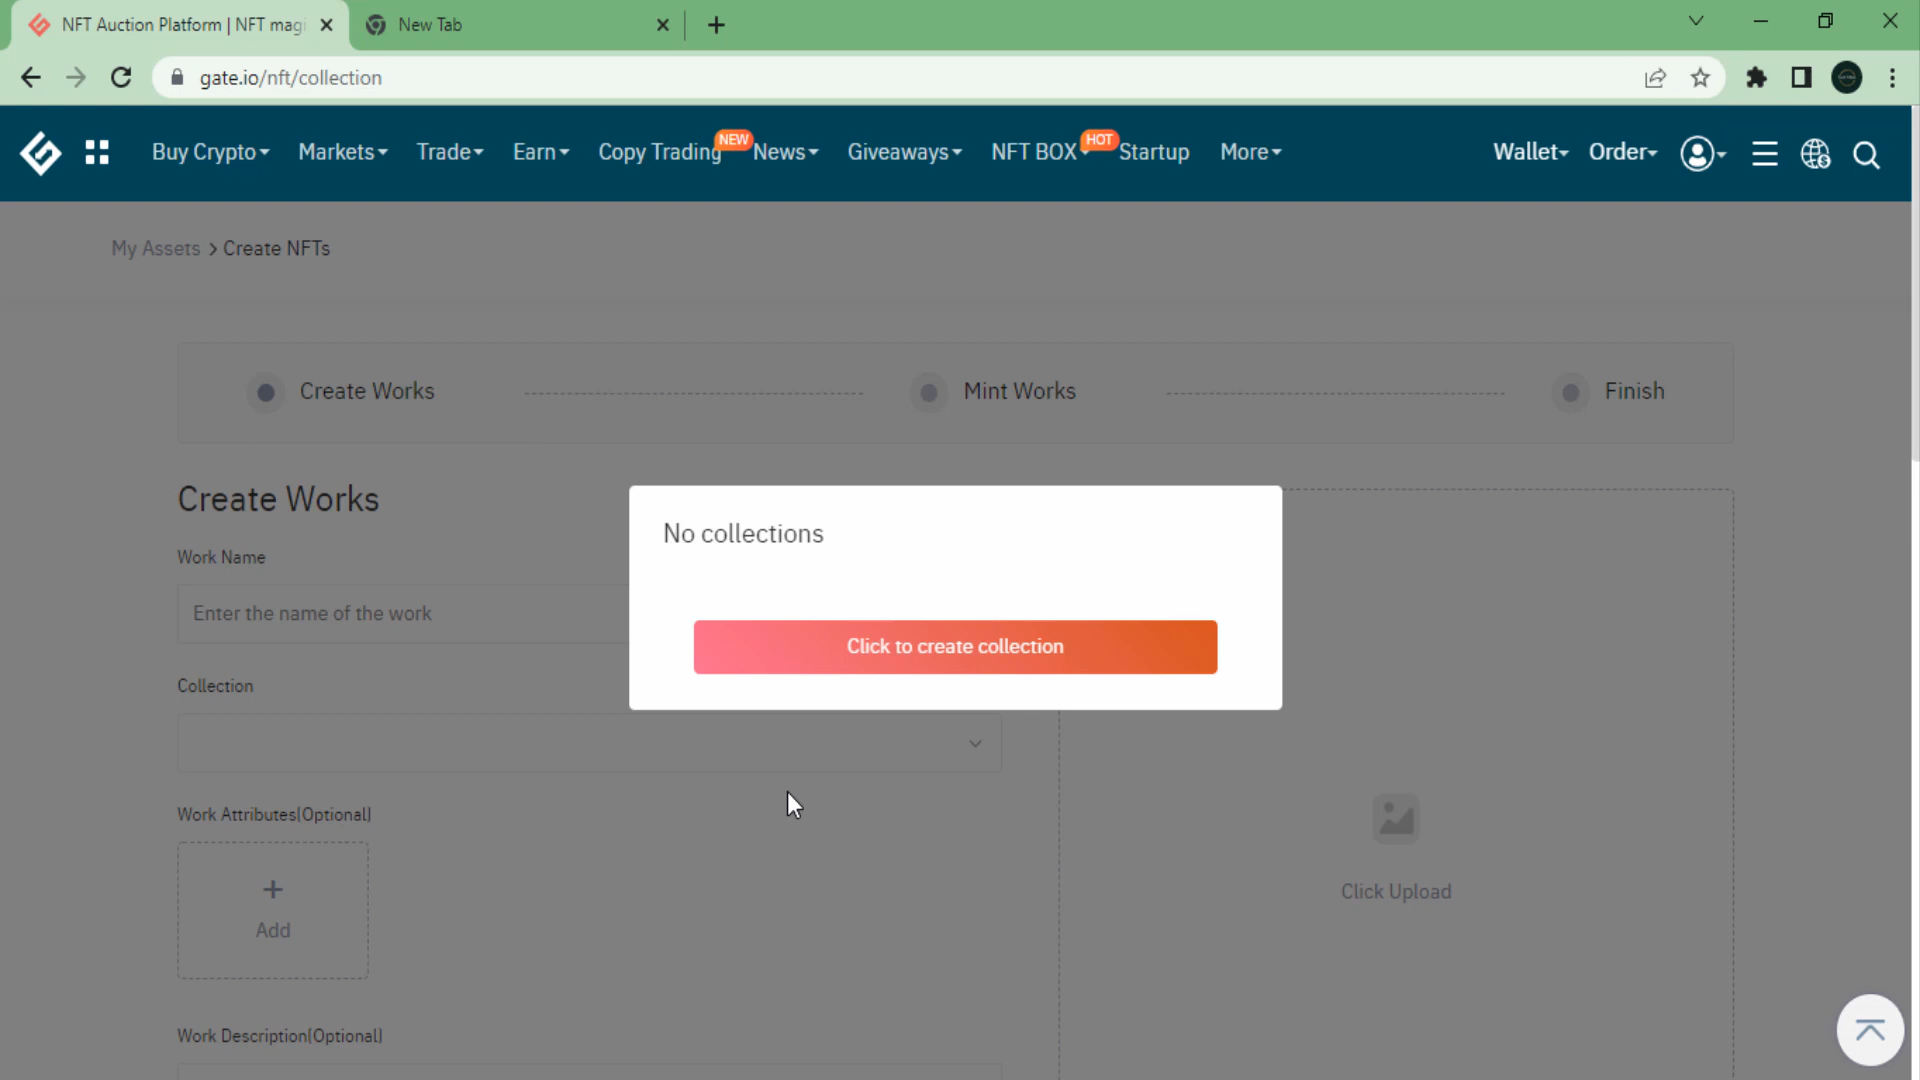 NFT Auction Platform | NFT magi
New Tab
gate.io/nft/collection
Buy Crypto
Markets
Trade
Earn
Copy Trading
NEW
News
Giveaways
NFT BOX
HOT
Startup
More
Wallet
Order
My Assets > Create NFTs
Create Works
Mint Works
Finish
Create Works
Work Name
Enter the name of the work
No collections
Click to create collection
Collection
Work Attributes(Optional)
+
Add
Click Upload
Work Description(Optional)